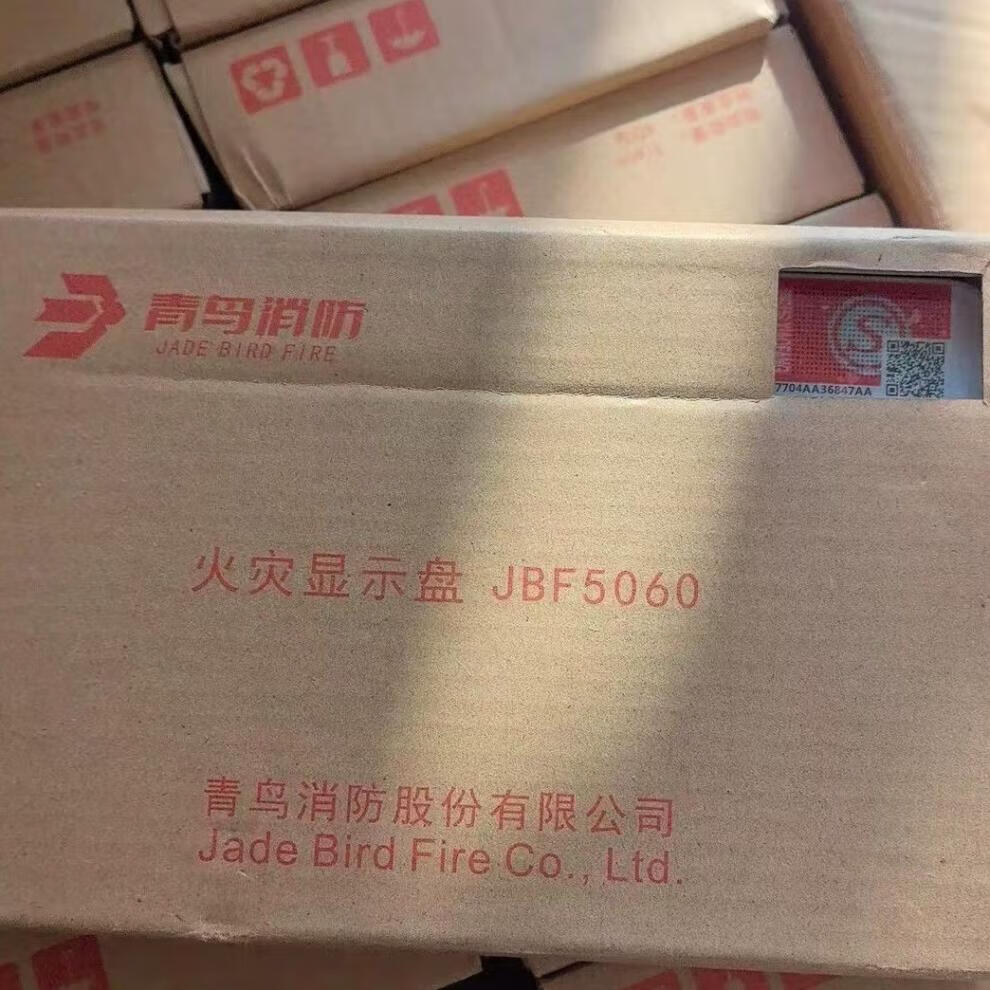 青鸟消防
JADE BIRD FIRE
7704AA36847AA
火灾显示盘 JBF5060
青鸟消防股份有限公司
Jade Bird Fire Co., Ltd.